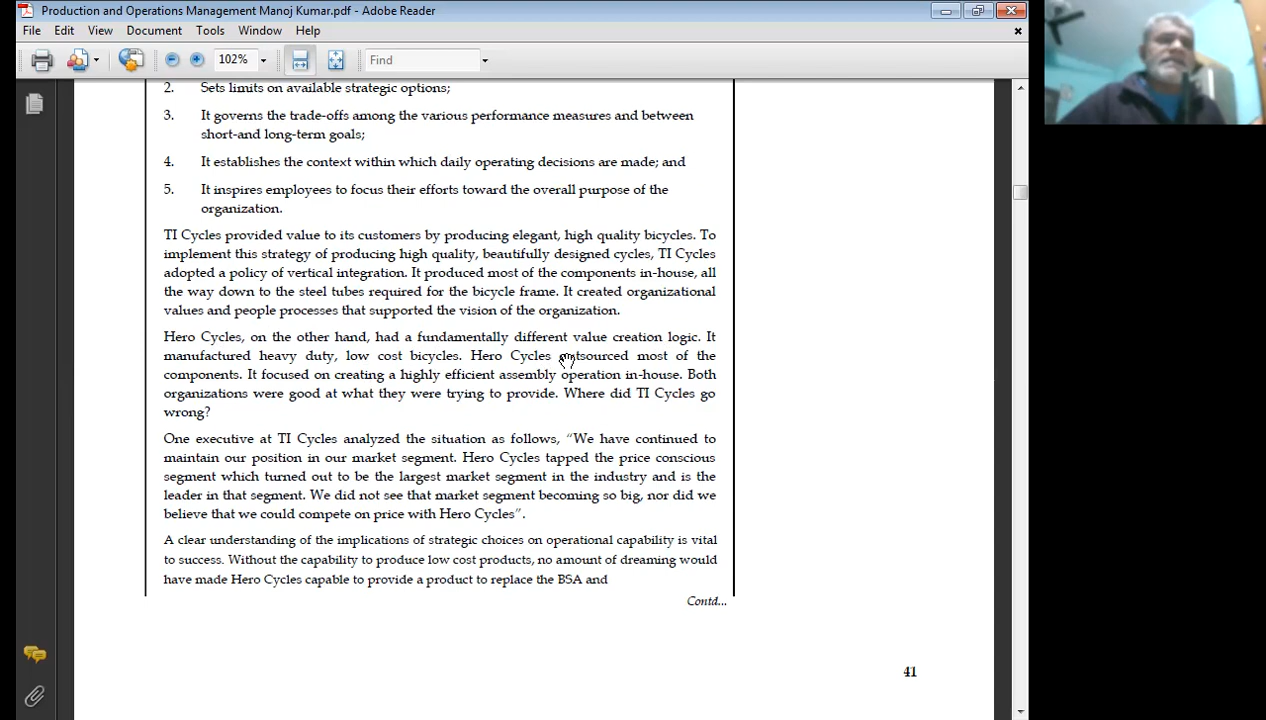 Production and Operations Management Manoj Kumar.pdf - Adobe Reader
File Edit View Document Tools Window Help
102% Find
2. Sets limits on available strategic options;
3. It governs the trade-offs among the various performance measures and between
short-and long-term goals;
4. It establishes the context within which daily operating decisions are made; and
5. It inspires employees to focus their efforts toward the overall purpose of the
organization.
TI Cycles provided value to its customers by producing elegant, high quality bicycles. To
implement this strategy of producing high quality, beautifully designed cycles, TI Cycles
adopted a policy of vertical integration. It produced most of the components in-house, all
the way down to the steel tubes required for the bicycle frame. It created organizational
values and people processes that supported the vision of the organization.
Hero Cycles, on the other hand, had a fundamentally different value creation logic. It
manufactured heavy duty, low cost bicycles. Hero Cycles outsourced most of the
components. It focused on creating a highly efficient assembly operation in-house. Both
organizations were good at what they were trying to provide. Where did TI Cycles go
wrong?
One executive at TI Cycles analyzed the situation as follows, “We have continued to
maintain our position in our market segment. Hero Cycles tapped the price conscious
segment which turned out to be the largest market segment in the industry and is the
leader in that segment. We did not see that market segment becoming so big, nor did we
believe that we could compete on price with Hero Cycles”.
A clear understanding of the implications of strategic choices on operational capability is vital
to success. Without the capability to produce low cost products, no amount of dreaming would
have made Hero Cycles capable to provide a product to replace the BSA and
Contd...
41